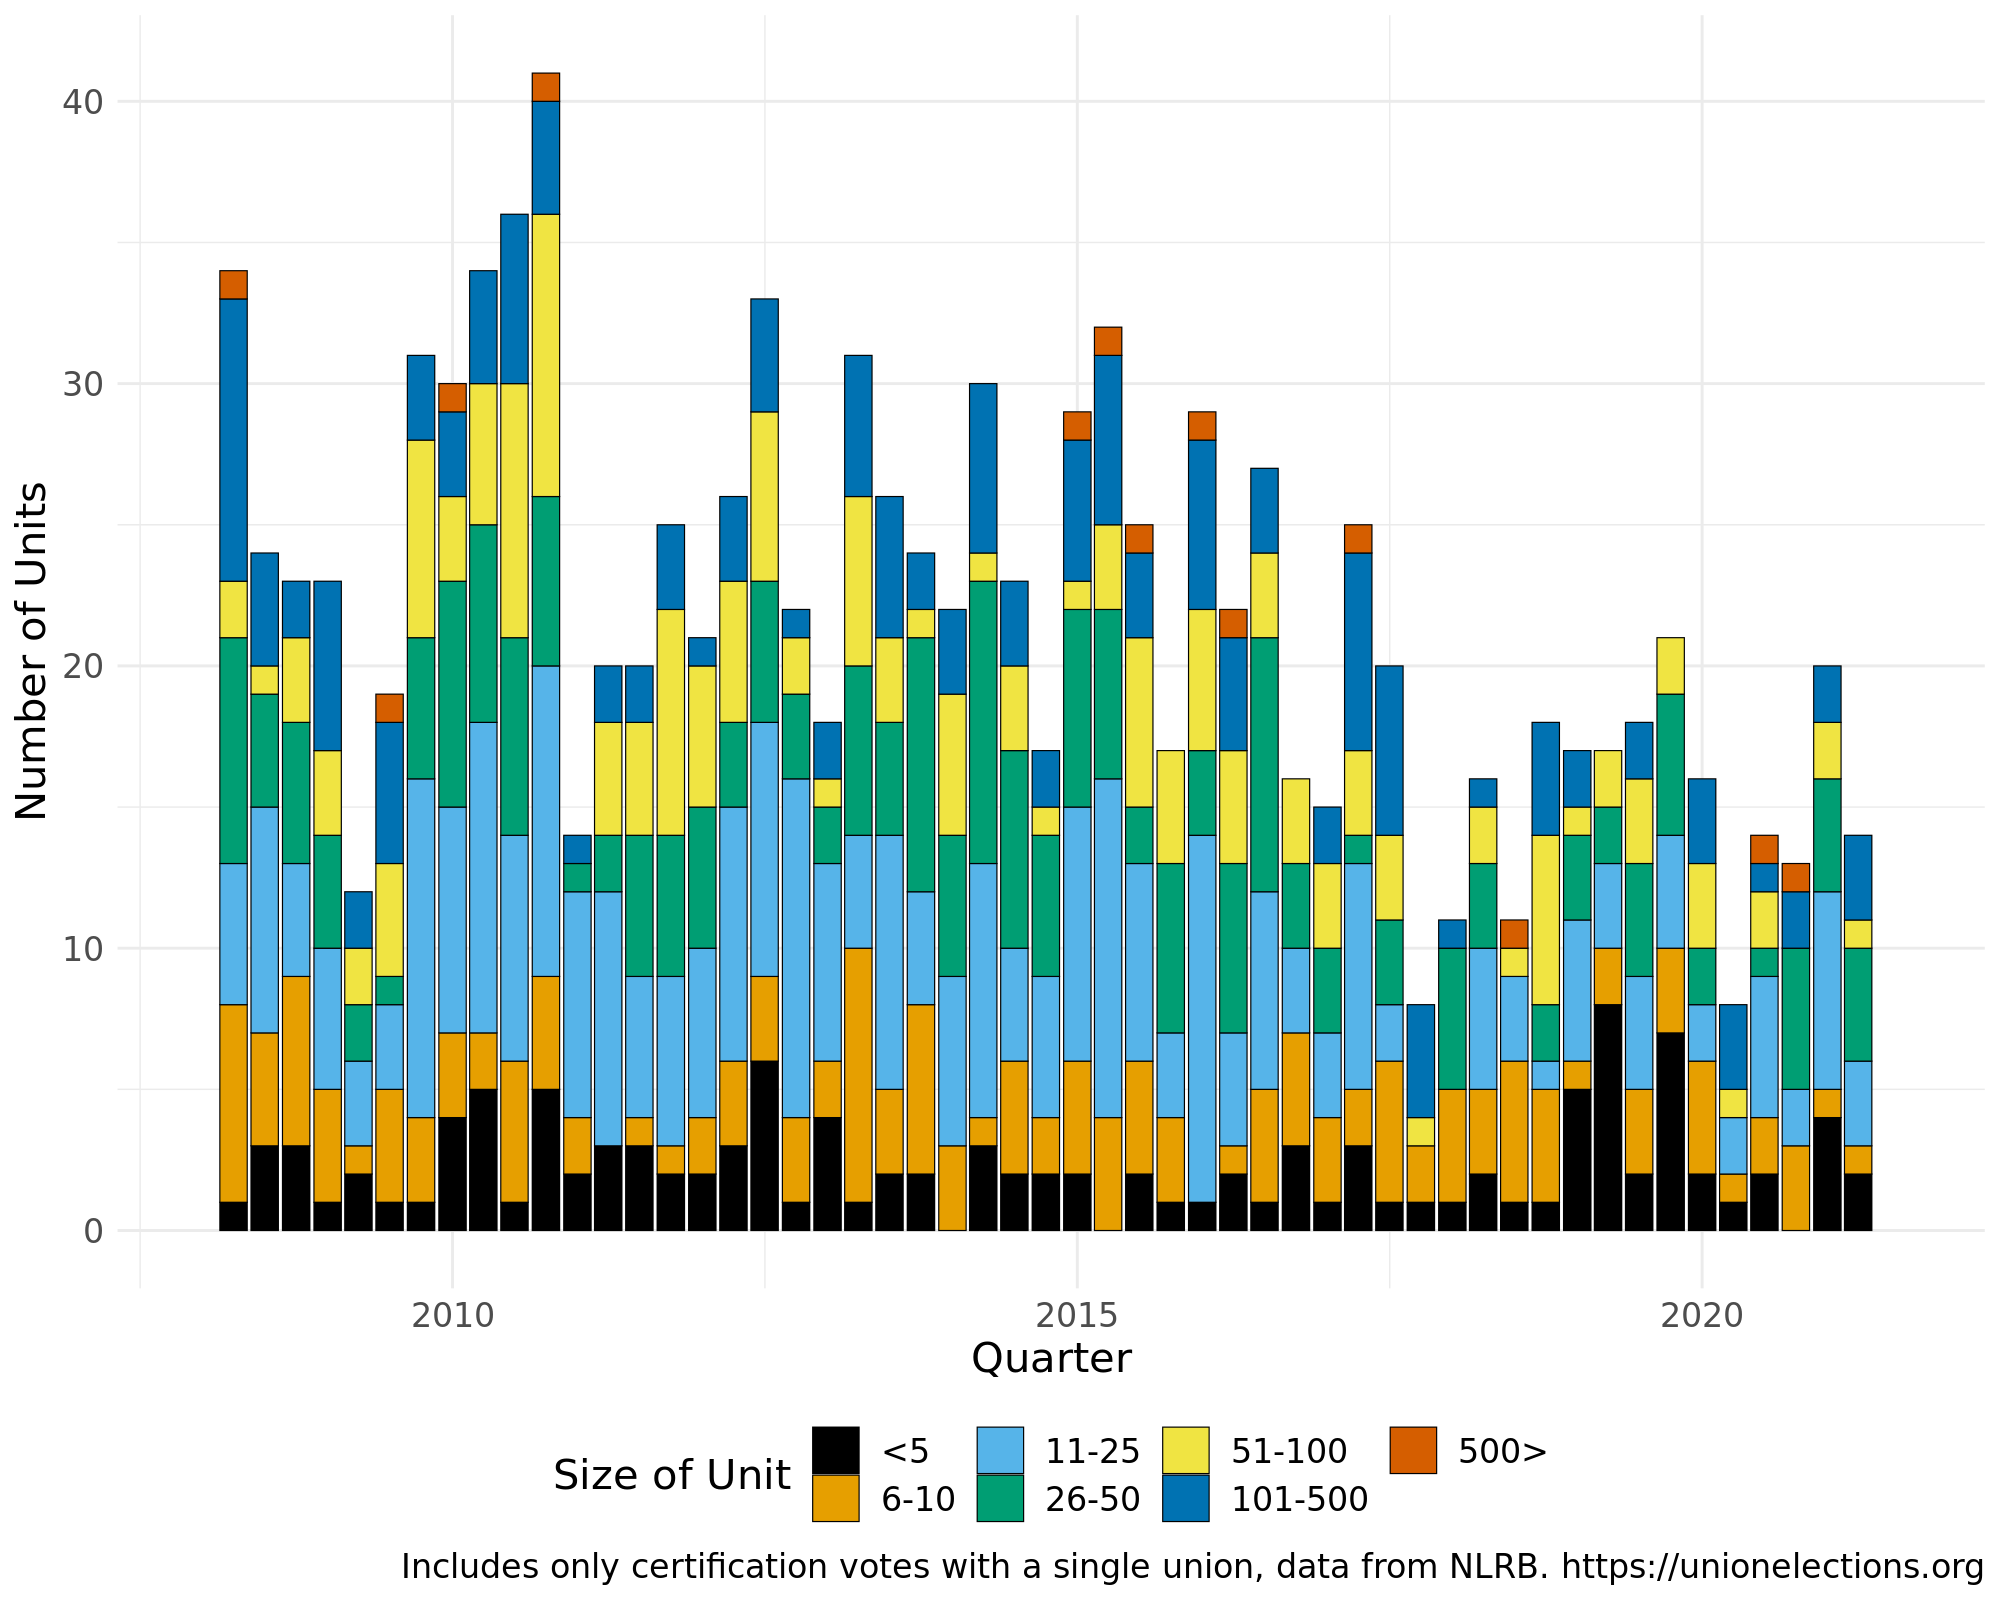 40
30
20
10
0
Number of Units
2010 2015 2020
Quarter
Size of Unit
<5 11-25 51-100 500>
6-10 26-50 101-500
Includes only certification votes with a single union, data from NLRB. https://unionelections.org